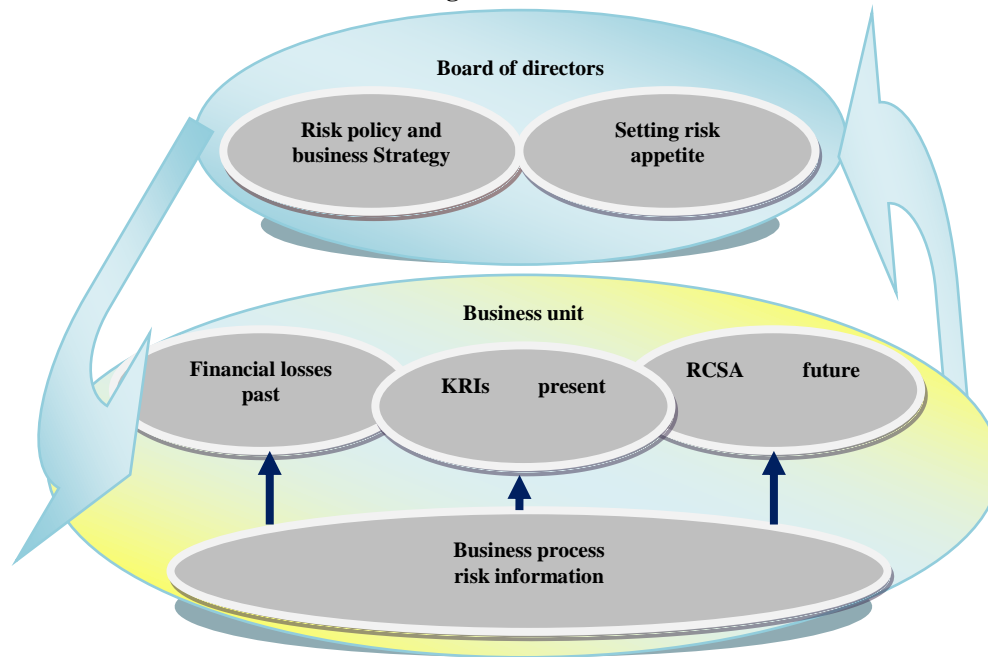 Board of directors
Risk policy and
business Strategy
Setting risk
appetite
Business unit
Financial losses
past
KRIs present
RCSA future
Business process
risk information